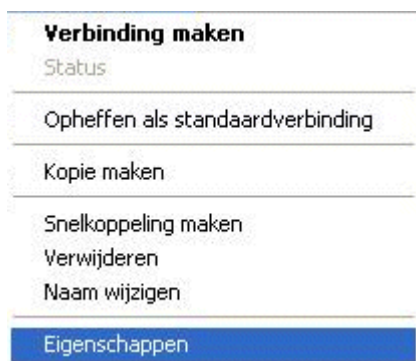 Verbinding maken
Status
Opheffen als standaardverbinding
Kopie maken
Snelkoppeling maken
Verwijderen
Naam wijzigen
Eigenschappen